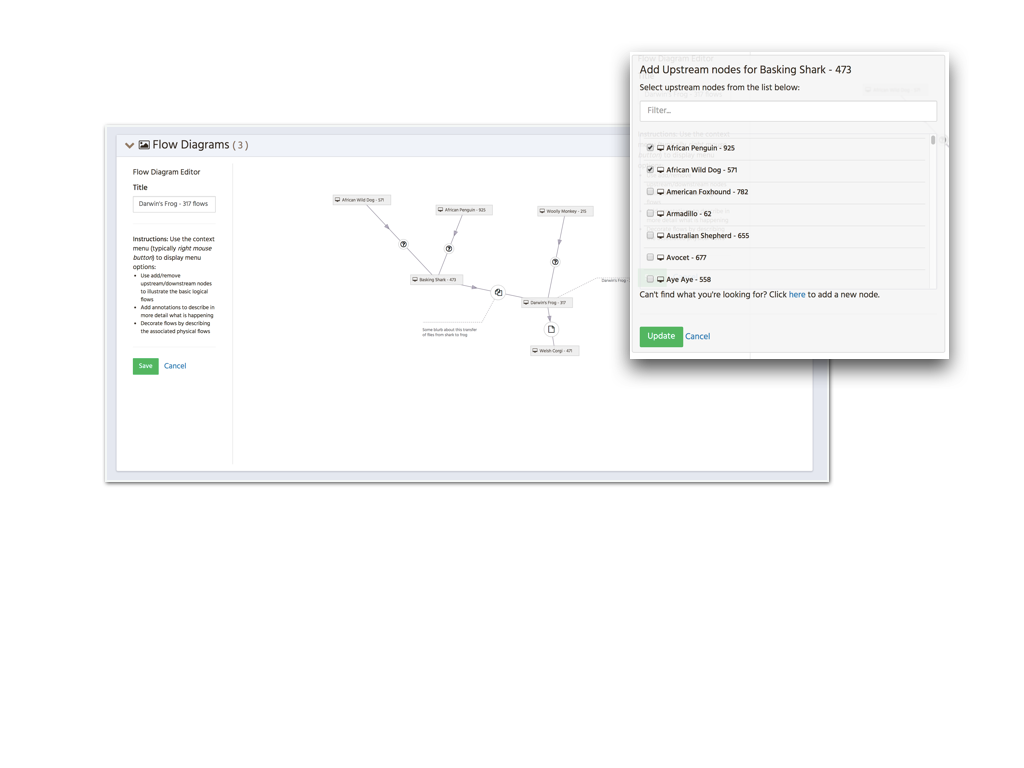 Flow Diagrams ( 3 )
Flow Diagram Editor
Title
Darwin's Frog - 317 flows
Instructions: Use the context
menu (typically right mouse
button) to display menu
options:
• Use add/remove
upstream/downstream nodes
to illustrate the basic logical
flows
• Add annotations to describe in
more detail what is happening
• Decorate flows by describing
the associated physical flows
Save Cancel
African Wild Dog - 571
African Penguin - 925
Woolly Monkey - 215
Basking Shark - 473
Darwin's Frog -
Darwin's Frog - 317
Some blurb about this transfer
of files from shark to frog
Welsh Corgi - 471
Add Upstream nodes for Basking Shark - 473
Select upstream nodes from the list below:
Filter...
African Penguin - 925
African Wild Dog - 571
American Foxhound - 782
Armadillo - 62
Australian Shepherd - 655
Avocet - 677
Aye Aye - 558
Can't find what you're looking for? Click here to add a new node.
Update Cancel